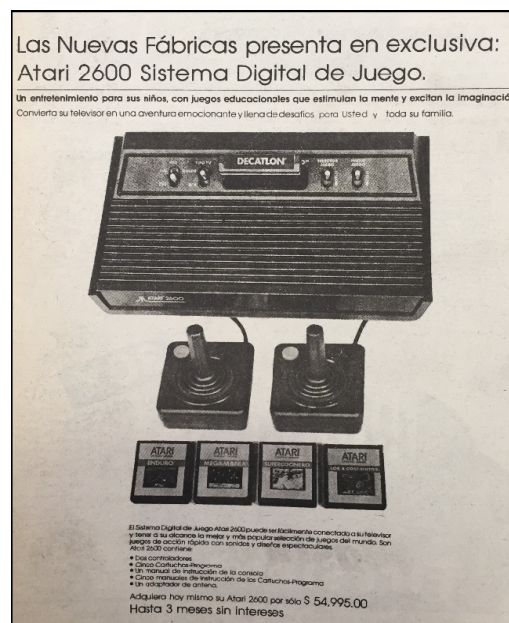 Las Nuevas Fábricas presenta en exclusiva:
Atari 2600 Sistema Digital de Juego.
Un entretenimiento para sus niños, con juegos educacionales que estimulan la mente y excitan la imaginació
Convierta su televisor en una aventura emocionante y llena de desafíos para Usted y toda su familia.
DECATLON
ATARI 2600
ATARI ATARI ATARI ATARI
ENDURO MEGAMANIA
El Sistema Digital de Juego Atari 2600 puede ser fácilmente conectado a su televisor
y tener a su alcance la mejor y más popular selección de juegos del mundo. Son
juegos de acción rápida con sonidos y diseños espectaculares.
Atari 2600 contiene:
• Dos controladores
• Cinco Cartuchos-Programa
• Un manual de instrucción de la consola
• Cinco manuales de instrucción de los Cartuchos-Programa
• Un adaptador de antena.
Adquiera hoy mismo su Atari 2600 por sólo $ 54,995.00
Hasta 3 meses sin intereses